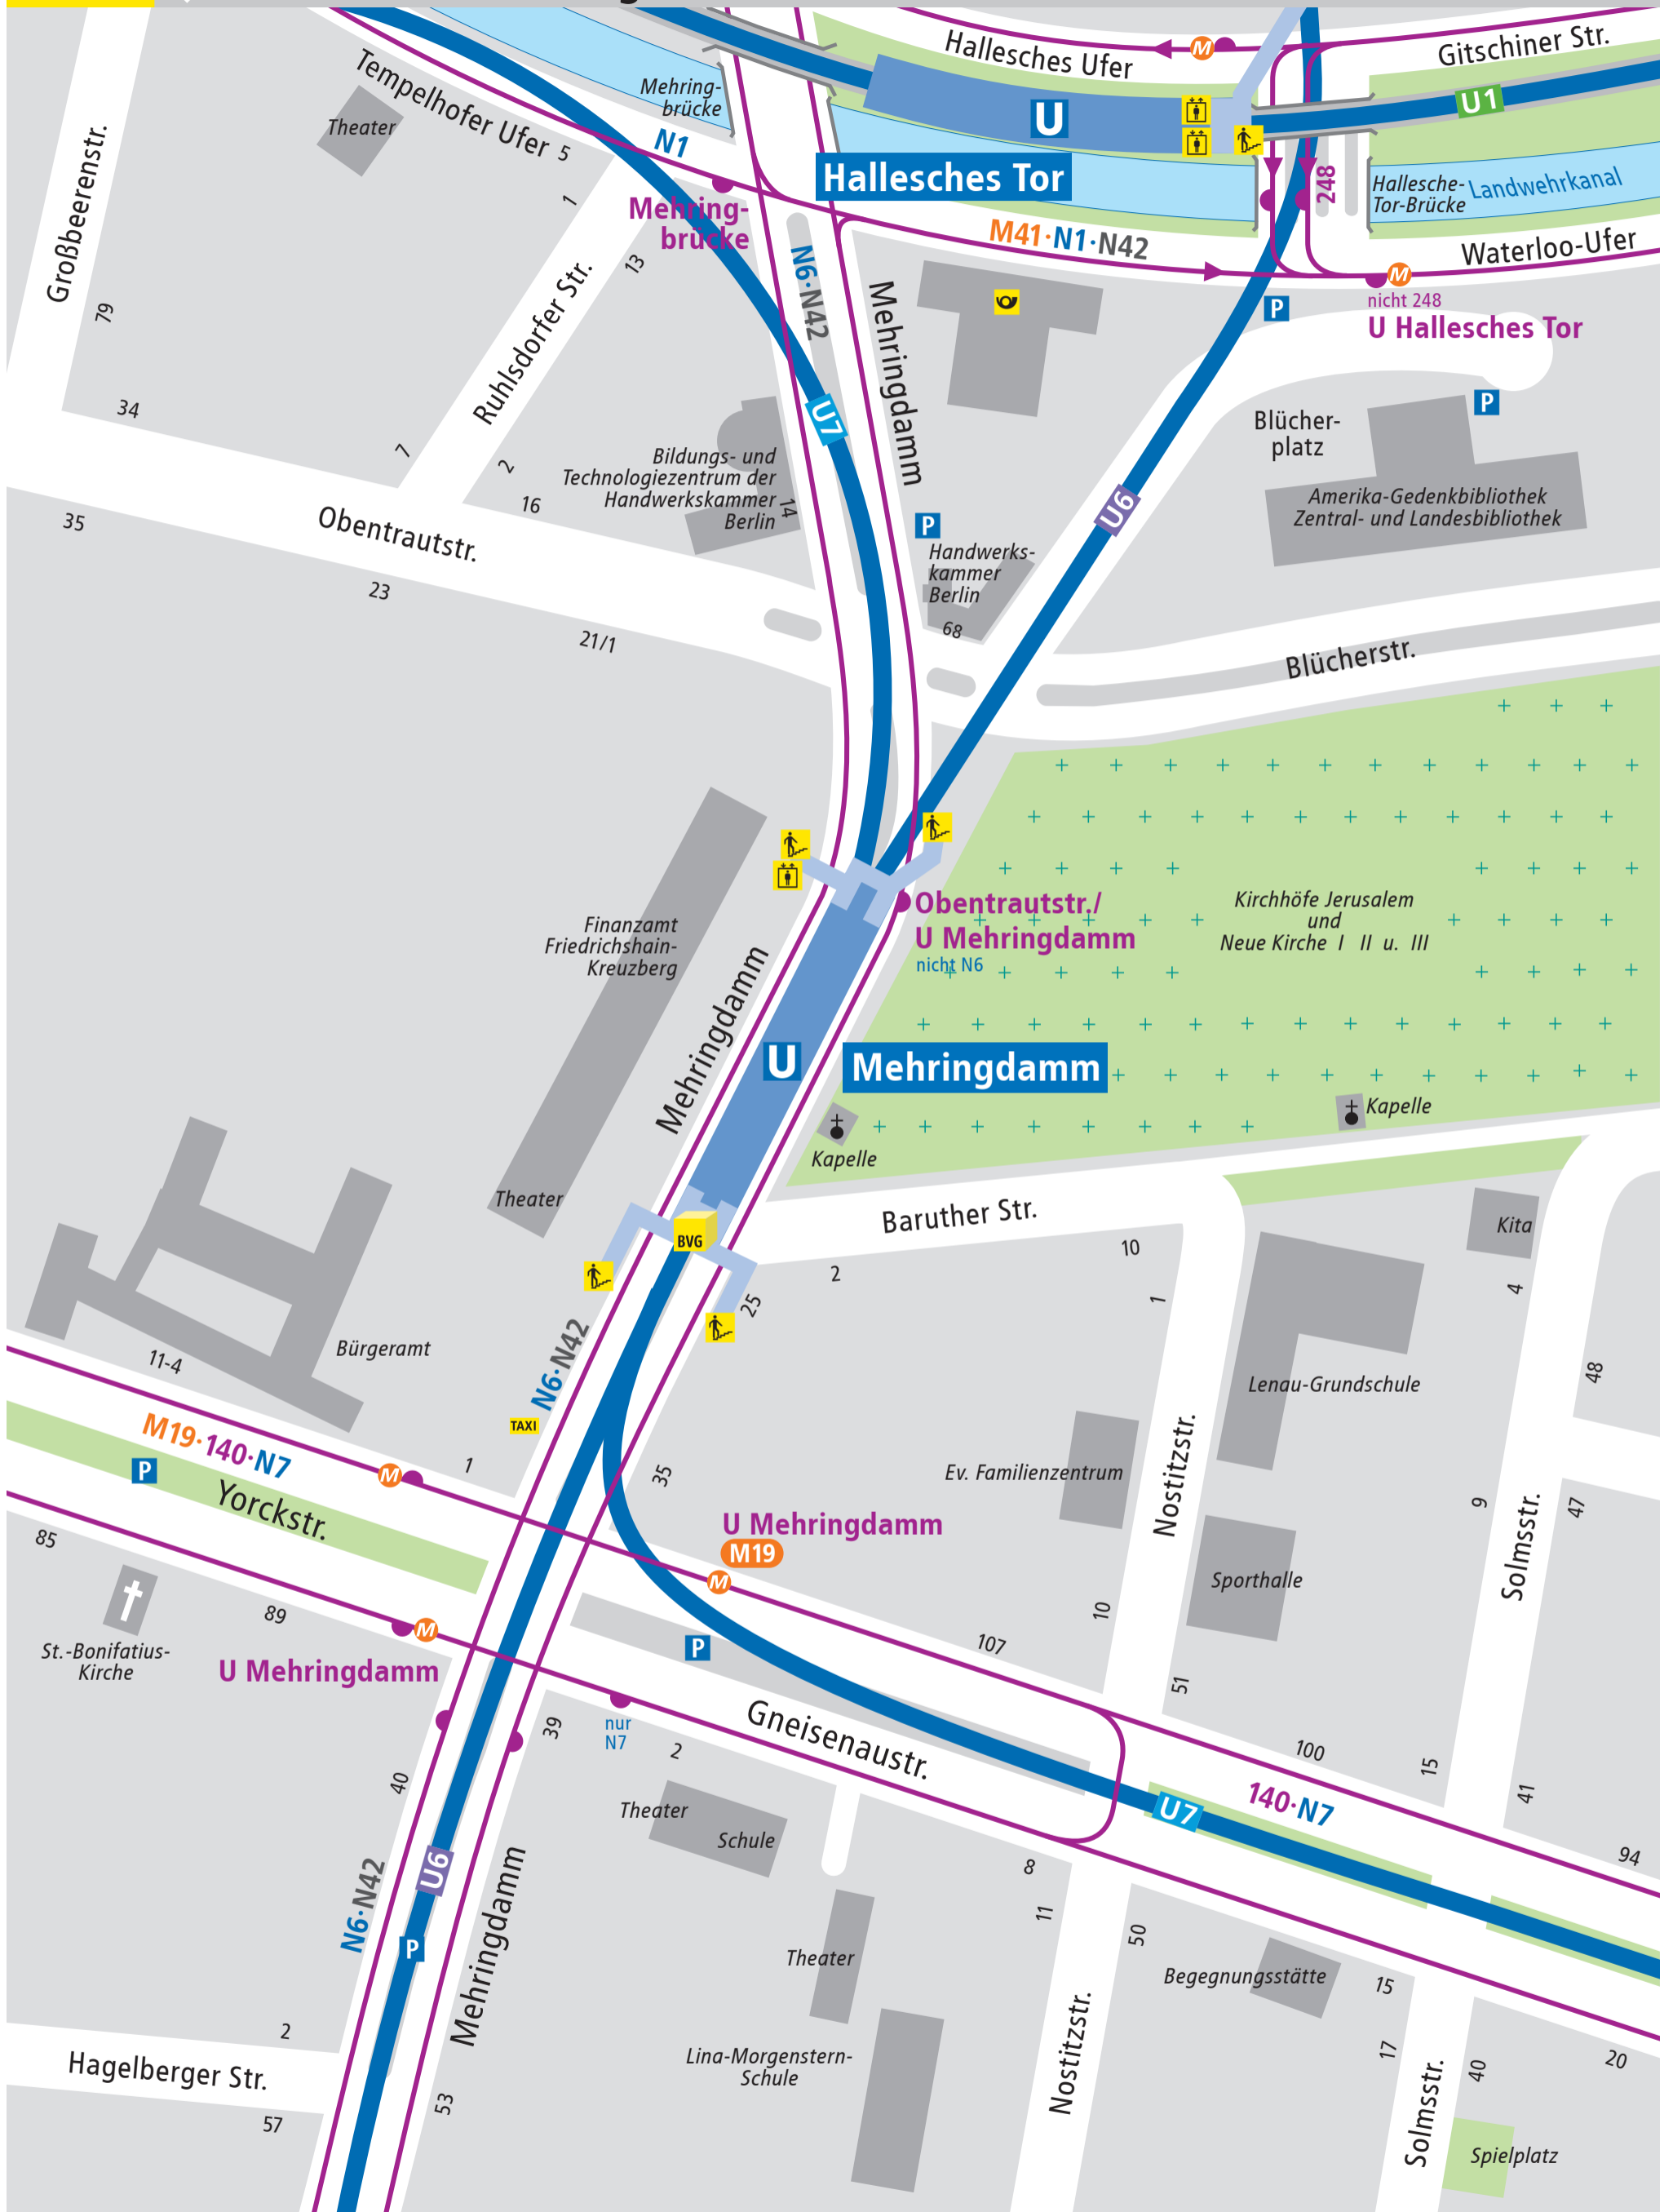 Hallesches Ufer
M
Gitschiner Str.
Tempelhofer Ufer
5
Mehring-
brücke
Theater
N1
U
U1
Hallesches Tor
Großbeerenstr.
1
Mehring-
brücke
248
Hallesche-
Tor-Brücke
Landwehrkanal
M41·N1·N42
Waterloo-Ufer
M
nicht 248
U Hallesches Tor
P
13
N6·N42
Mehringdamm
79
Ruhlsdorfer Str.
34
U7
P
Blücher-
platz
7
2
16
Bildungs- und
Technologiezentrum der
Handwerkskammer
Berlin
14
U6
Amerika-Gedenkbibliothek
Zentral- und Landesbibliothek
35
Obentrautstr.
P
Handwerks-
kammer
Berlin
68
23
21/1
Blücherstr.
Obentrautstr./
U Mehringdamm
nicht N6
Kirchhöfe Jerusalem
und
Neue Kirche I II u. III
Finanzamt
Friedrichshain-
Kreuzberg
Mehringdamm
U
Mehringdamm
Kapelle
Kapelle
Theater
BVG
Baruther Str.
10
Kita
2
1
4
25
Bürgeramt
11-4
N6·N42
TAXI
Lenau-Grundschule
48
M19·140·N7
P
M
1
35
Ev. Familienzentrum
Nostitzstr.
9
47
Yorckstr.
U Mehringdamm
M19
M
Solmsstr.
85
Sporthalle
89
M
St.-Bonifatius-
Kirche
U Mehringdamm
P
10
107
51
nur
N7
39
2
Gneisenaustr.
100
15
41
40
Theater
Schule
U7
140·N7
94
U6
8
N6·N42
P
Mehringdamm
11
50
Theater
Begegnungsstätte
15
2
Hagelberger Str.
57
53
Lina-Morgenstern-
Schule
Nostitzstr.
17
Solmsstr.
40
20
Spielplatz